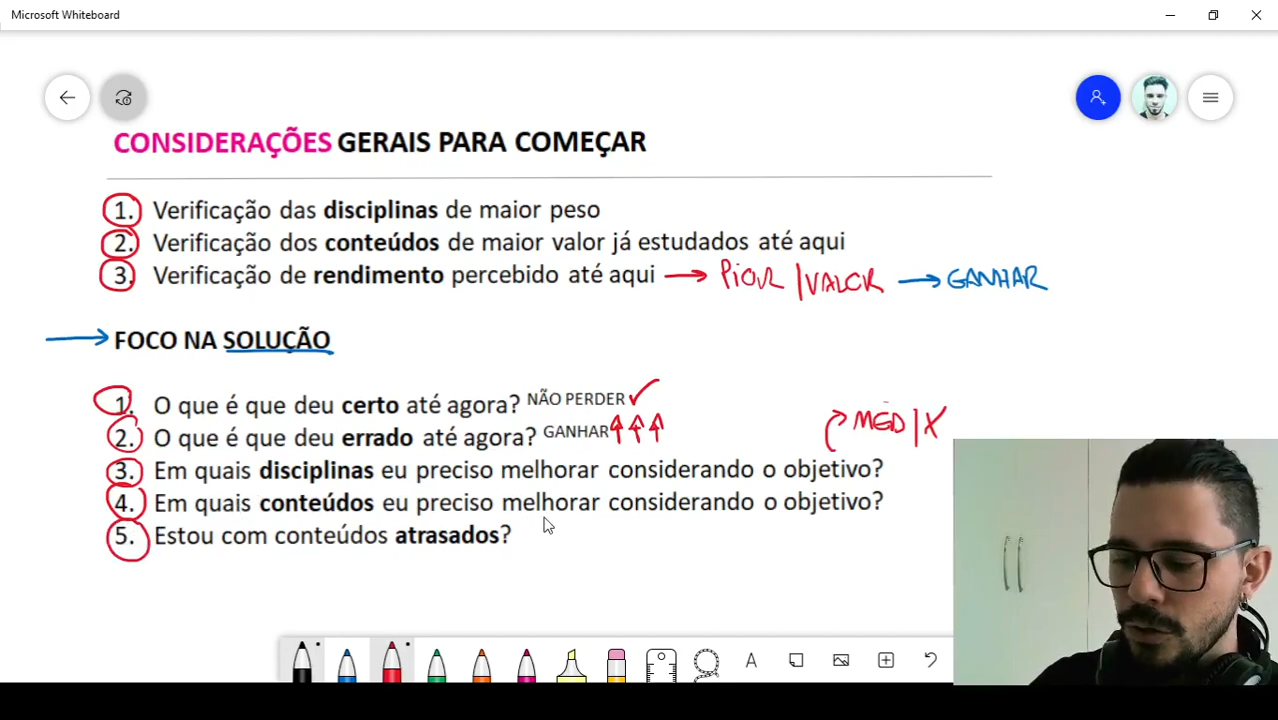 Microsoft Whiteboard
CONSIDERAÇÕES GERAIS PARA COMEÇAR
1. Verificação das disciplinas de maior peso
2. Verificação dos conteúdos de maior valor já estudados até aqui
3. Verificação de rendimento percebido até aqui → PIOR | VALOR → GANHAR
→ FOCO NA SOLUÇÃO
1. O que é que deu certo até agora? NÃO PERDER ✓
2. O que é que deu errado até agora? GANHAR ↑↑↑ MED | X
3. Em quais disciplinas eu preciso melhorar considerando o objetivo?
4. Em quais conteúdos eu preciso melhorar considerando o objetivo?
5. Estou com conteúdos atrasados?